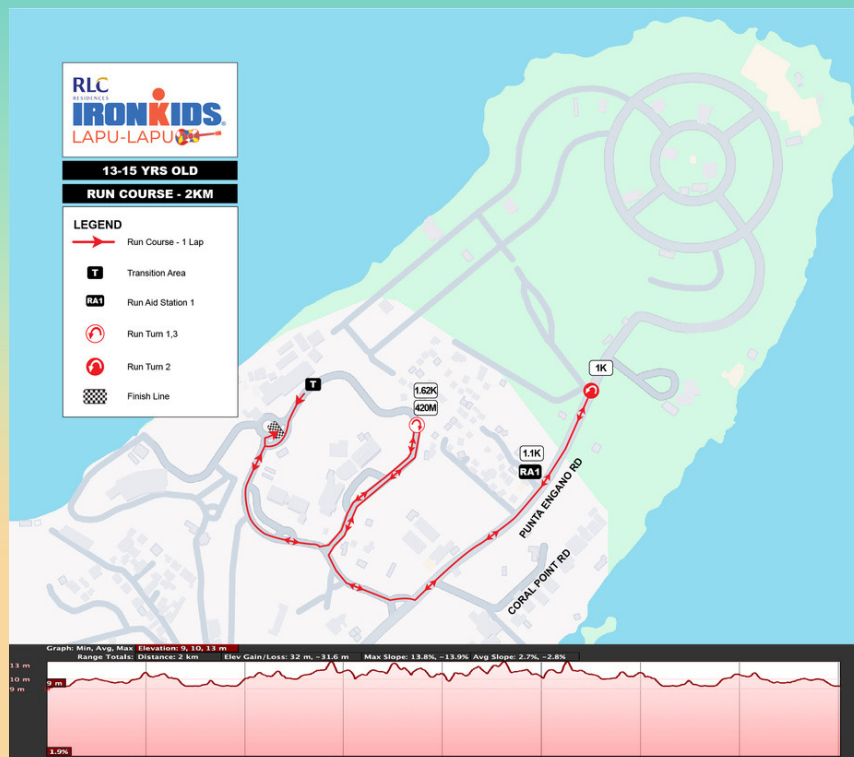 RLC
RESIDENCES
IRONKIDS
LAPU-LAPU
13-15 YRS OLD
RUN COURSE - 2KM
LEGEND
Run Course - 1 Lap
T
Transition Area
RA1
Run Aid Station 1
Run Turn 1,3
Run Turn 2
Finish Line
T
1.62K
420M
1K
1.1K
RA1
PUNTA ENGANO RD
CORAL POINT RD
Graph: Min, Avg, Max Elevation: 9, 10, 13 m
Range Totals: Distance: 2 km Elev Gain/Loss: 32 m, -31.6 m Max Slope: 13.8%, -13.9% Avg Slope: 2.7%, -2.8%
13 m
10 m
9 m
9 m
1.9%